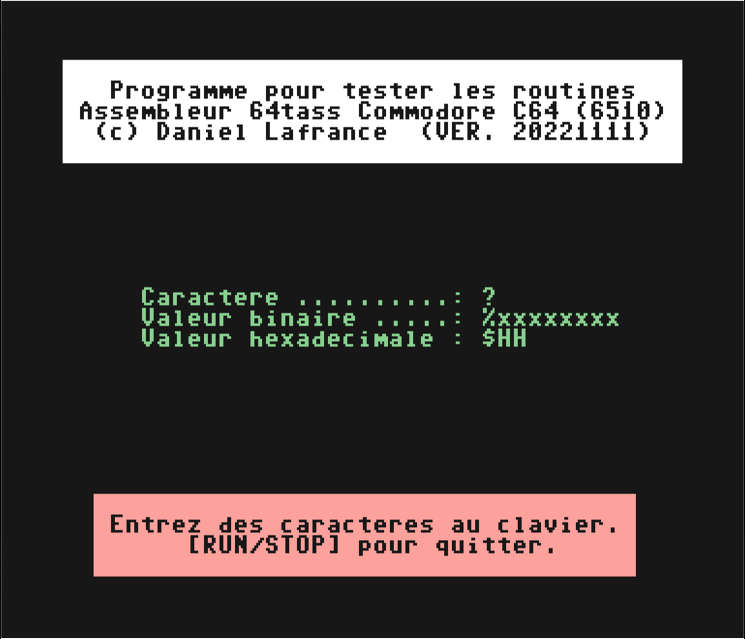 Programme pour tester les routines
Assembleur 64tass Commodore C64 (6510)
(c) Daniel Lafrance  (VER. 20221111)
Caractere ..........: ?
Valeur binaire .....: %xxxxxxxx
Valeur hexadecimale : $HH
Entrez des caracteres au clavier.
[RUN/STOP] pour quitter.